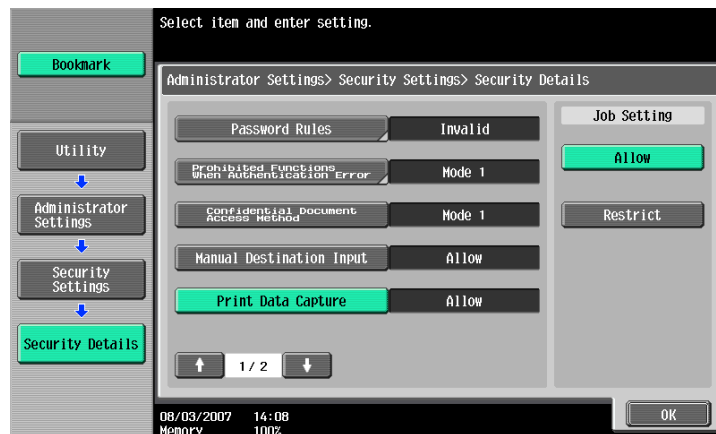 Select item and enter setting.
Bookmark
Administrator Settings> Security Settings> Security Details
Utility
Administrator
Settings
Security
Settings
Security Details
Password Rules
Invalid
Prohibited Functions
When Authentication Error
Mode 1
Confidential Document
Access Method
Mode 1
Manual Destination Input
Allow
Print Data Capture
Allow
1/ 2
Job Setting
Allow
Restrict
08/03/2007 14:08
Memory 100%
OK